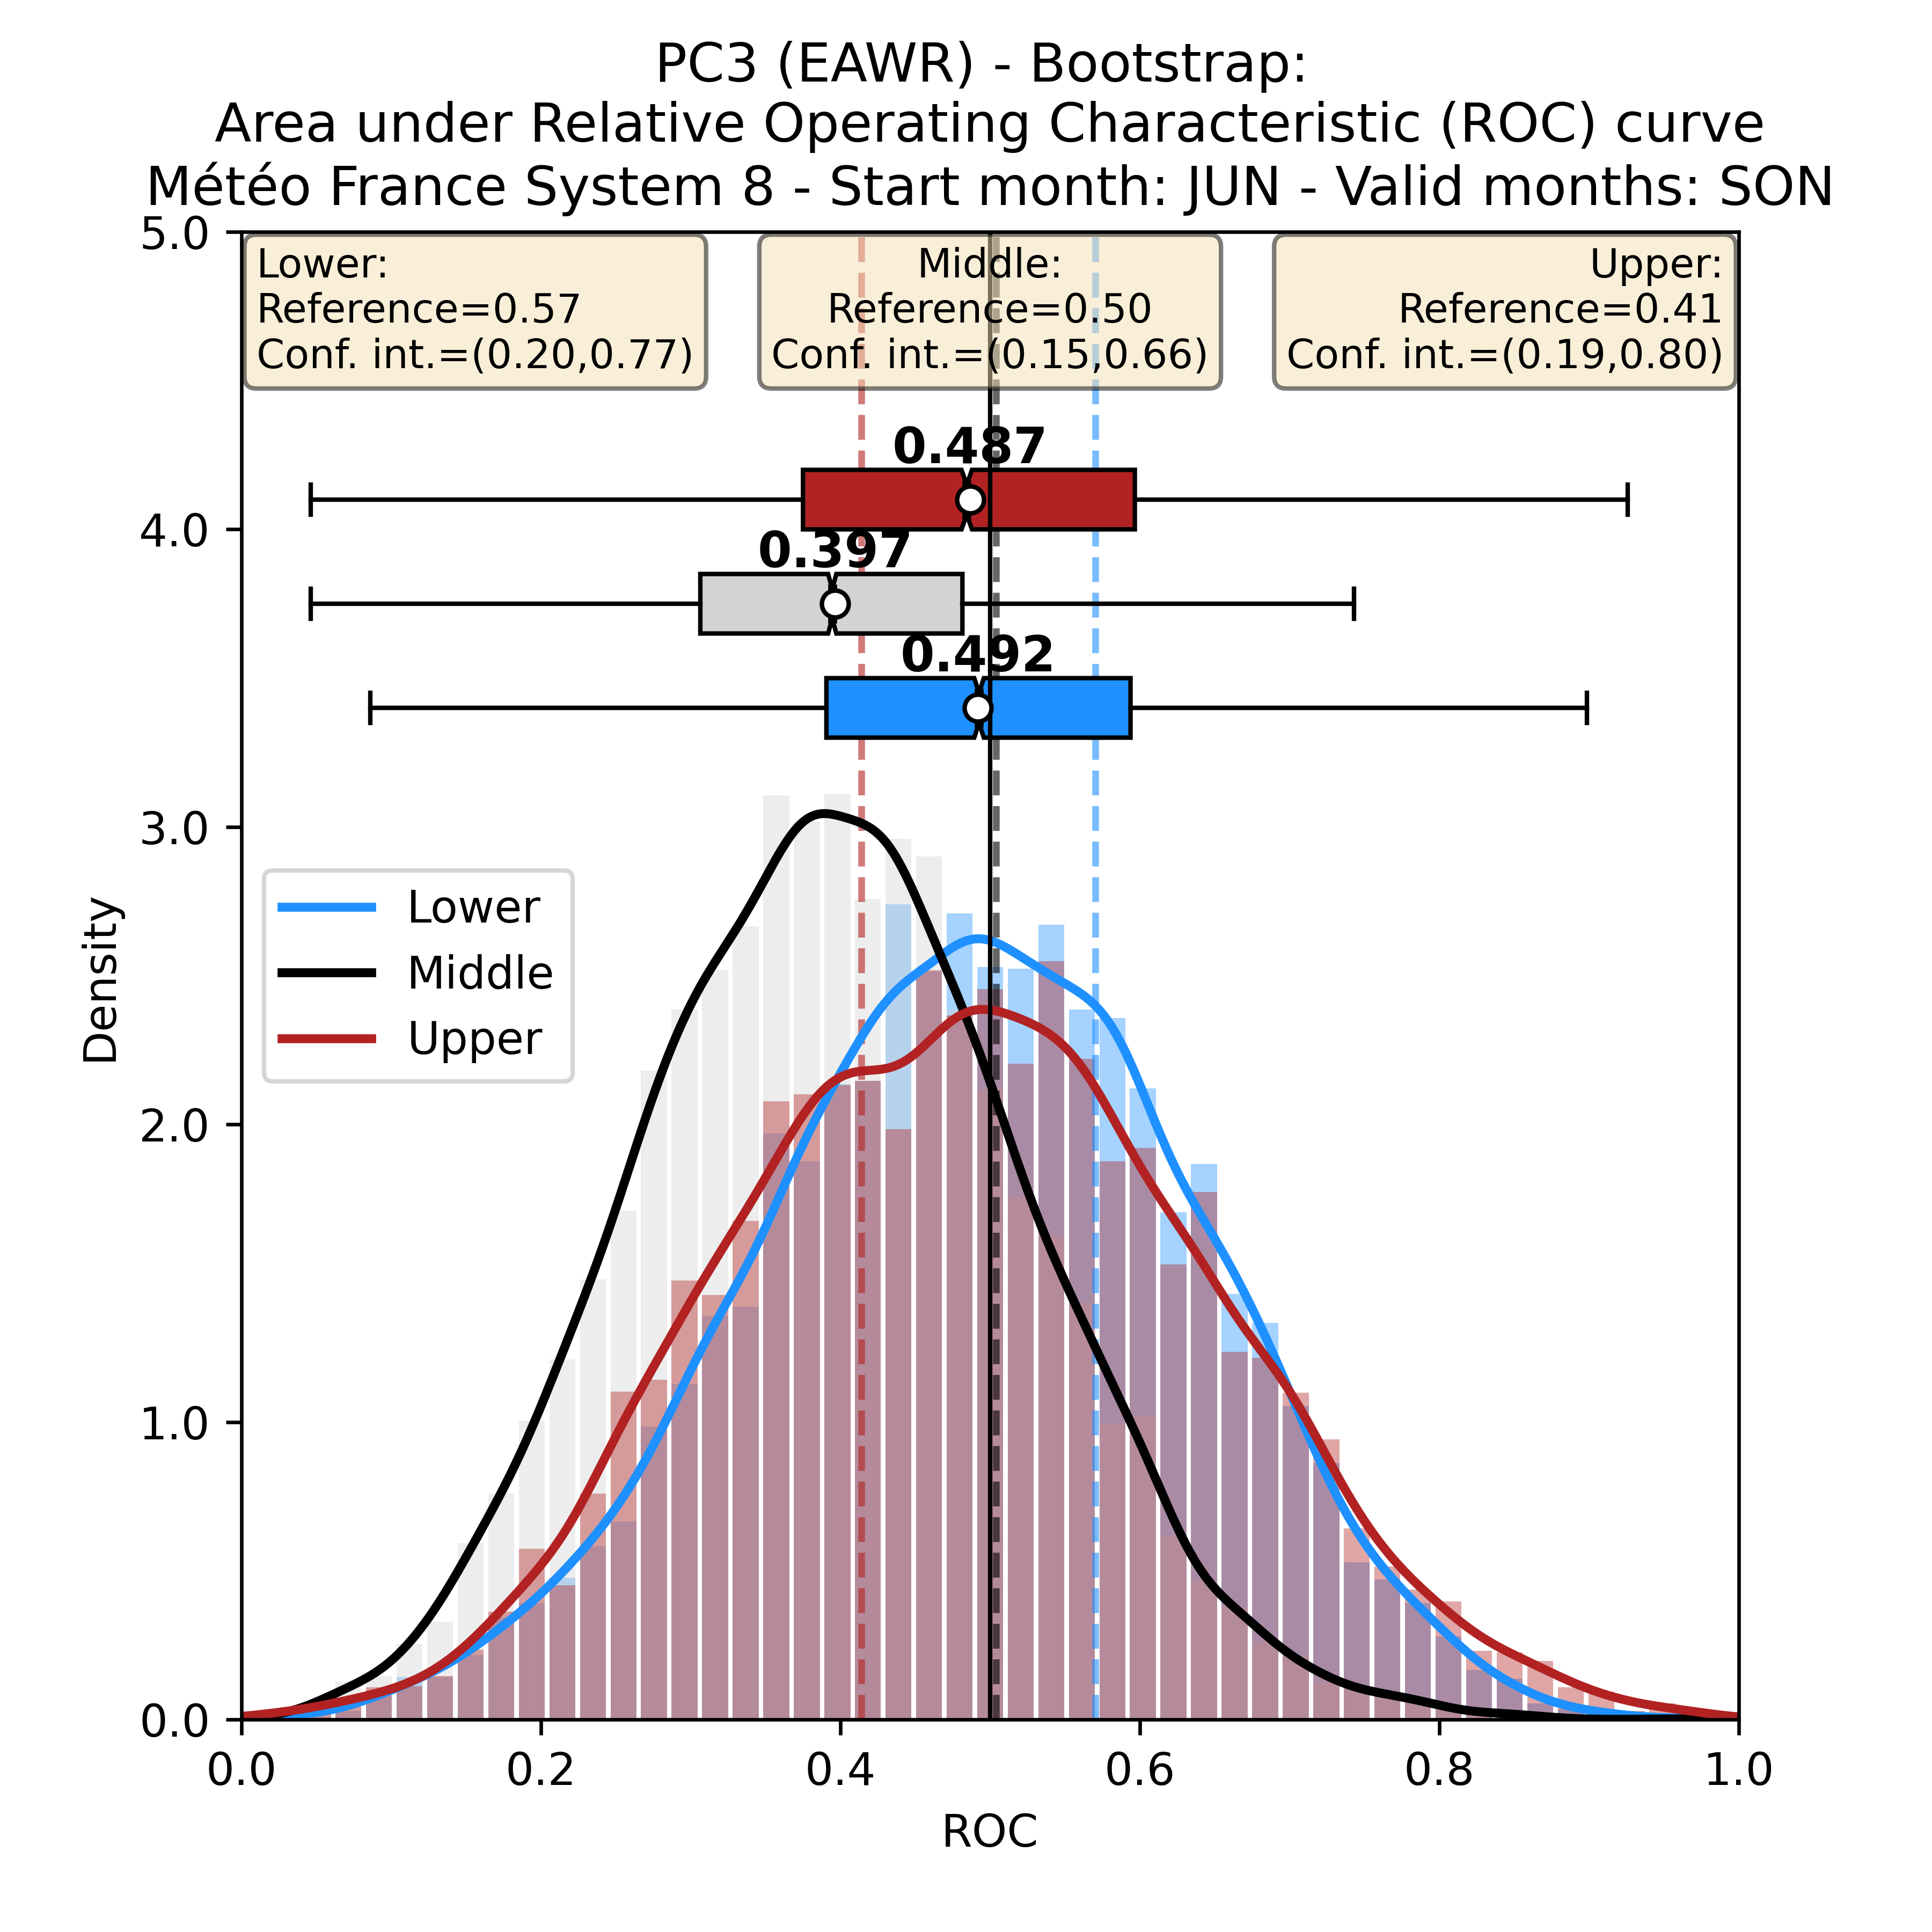 PC3 (EAWR) - Bootstrap:
Area under Relative Operating Characteristic (ROC) curve
Météo France System 8 - Start month: JUN - Valid months: SON
Lower:
Reference=0.57
Conf. int.=(0.20,0.77)
Middle:
Reference=0.50
Conf. int.=(0.15,0.66)
Upper:
Reference=0.41
Conf. int.=(0.19,0.80)
0.487
0.397
0.492
5.0
4.0
3.0
2.0
1.0
0.0
Density
Lower
Middle
Upper
0.0 0.2 0.4 0.6 0.8 1.0
ROC